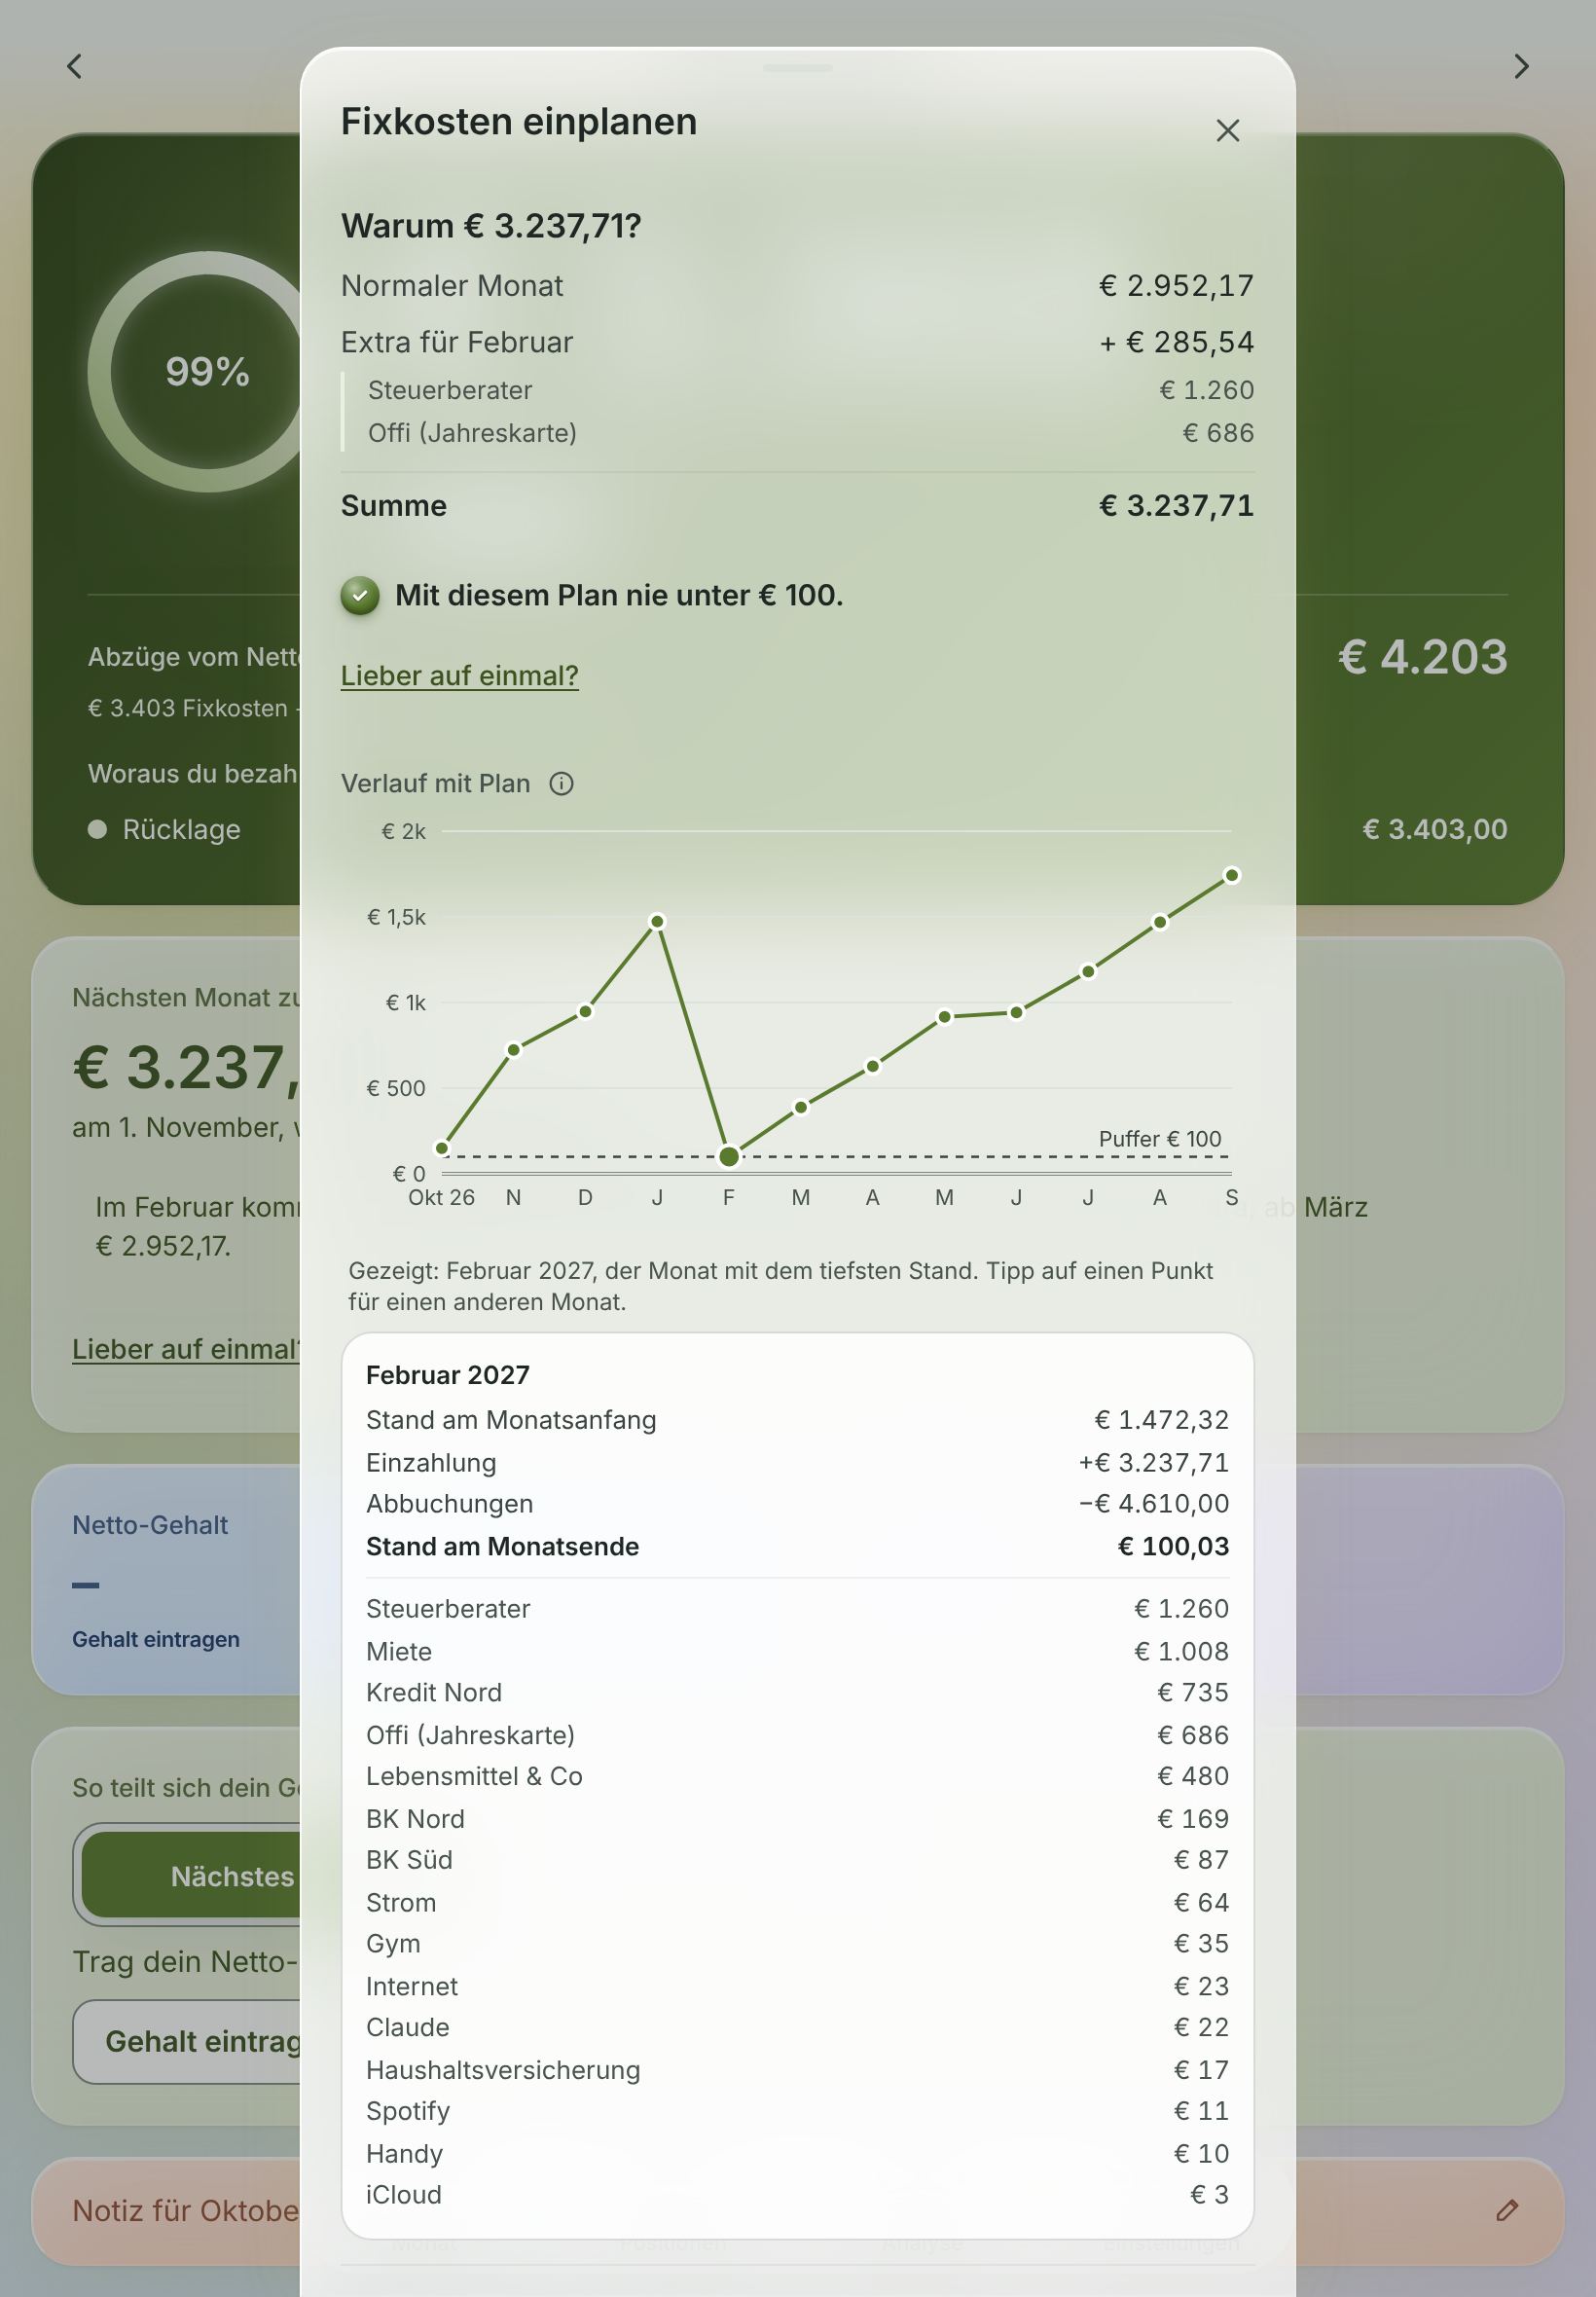 Fixkosten einplanen
Warum € 3.237,71?
Normaler Monat € 2.952,17
Extra für Februar + € 285,54
Steuerberater € 1.260
Offi (Jahreskarte) € 686
Summe € 3.237,71
Mit diesem Plan nie unter € 100.
Lieber auf einmal?
Verlauf mit Plan
€ 2k
€ 1,5k
€ 1k
€ 500
Puffer € 100
€ 0
Okt 26 N D J F M A M J J A S
Gezeigt: Februar 2027, der Monat mit dem tiefsten Stand. Tipp auf einen Punkt
für einen anderen Monat.
Februar 2027
Stand am Monatsanfang € 1.472,32
Einzahlung +€ 3.237,71
Abbuchungen −€ 4.610,00
Stand am Monatsende € 100,03
Steuerberater € 1.260
Miete € 1.008
Kredit Nord € 735
Offi (Jahreskarte) € 686
Lebensmittel & Co € 480
BK Nord € 169
BK Süd € 87
Strom € 64
Gym € 35
Internet € 23
Claude € 22
Haushaltsversicherung € 17
Spotify € 11
Handy € 10
iCloud € 3
Monat Positionen Analyse Einstellungen
99%
Abzüge vom
€ 4.203
€ 3.403 Fixkosten
Woraus du
Rücklage € 3.403,00
Nächsten Monat
€ 3.237,
am 1. November,
Im Februar
ab März
€ 2.952,17.
Lieber auf einmal
Netto-Gehalt
–
Gehalt eintragen
So teilt sich dein
Nächstes
Trag dein Netto-
Gehalt
Notiz für